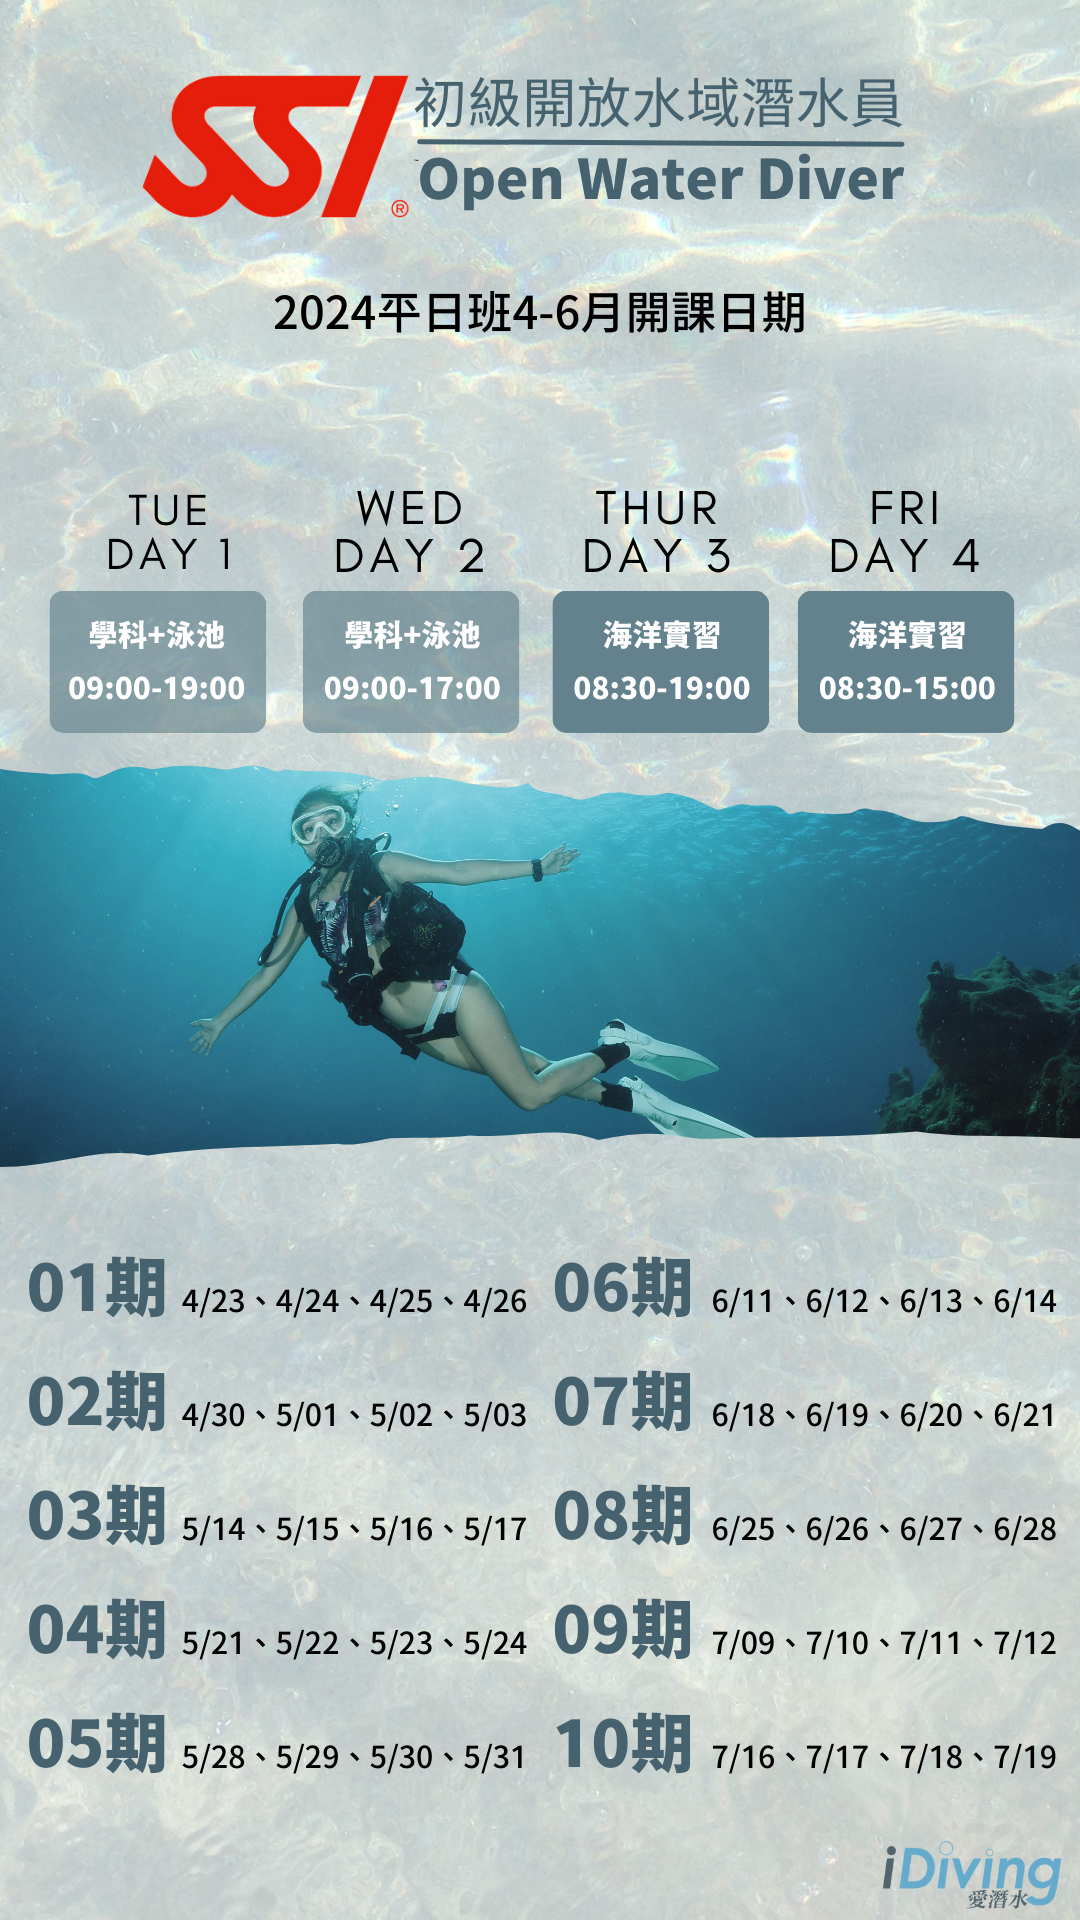 SSI®
初級開放水域潛水員
Open Water Diver
2024平日班4-6月開課日期
TUE
DAY 1
學科+泳池
09:00-19:00
WED
DAY 2
學科+泳池
09:00-17:00
THUR
DAY 3
海洋實習
08:30-19:00
FRI
DAY 4
海洋實習
08:30-15:00
01期 4/23、4/24、4/25、4/26
02期 4/30、5/01、5/02、5/03
03期 5/14、5/15、5/16、5/17
04期 5/21、5/22、5/23、5/24
05期 5/28、5/29、5/30、5/31
06期 6/11、6/12、6/13、6/14
07期 6/18、6/19、6/20、6/21
08期 6/25、6/26、6/27、6/28
09期 7/09、7/10、7/11、7/12
10期 7/16、7/17、7/18、7/19
iDiving
愛潛水